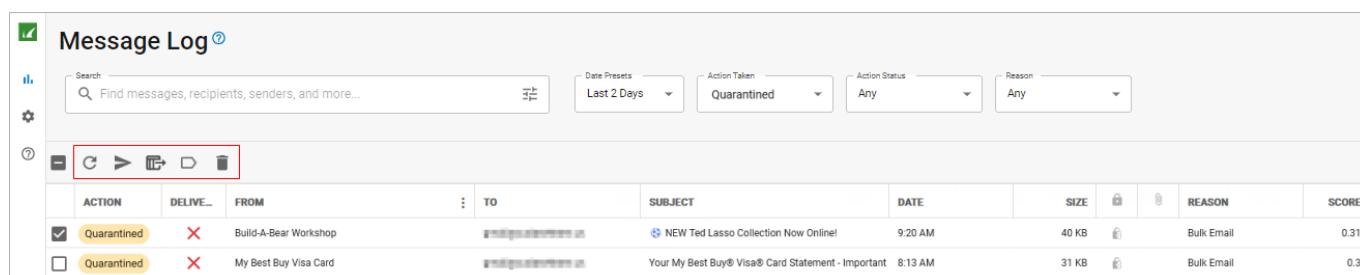 Message Log
Search
Find messages, recipients, senders, and more...
Date Presets
Last 2 Days
Action Taken
Quarantined
Action Status
Any
Reason
Any
ACTION DELIVE... FROM TO SUBJECT DATE SIZE REASON SCORE
Quarantined Build-A-Bear Workshop NEW Ted Lasso Collection Now Online! 9:20 AM 40 KB Bulk Email 0.31
Quarantined My Best Buy Visa Card Your My Best Buy® Visa® Card Statement - Important 8:13 AM 31 KB Bulk Email 0.3